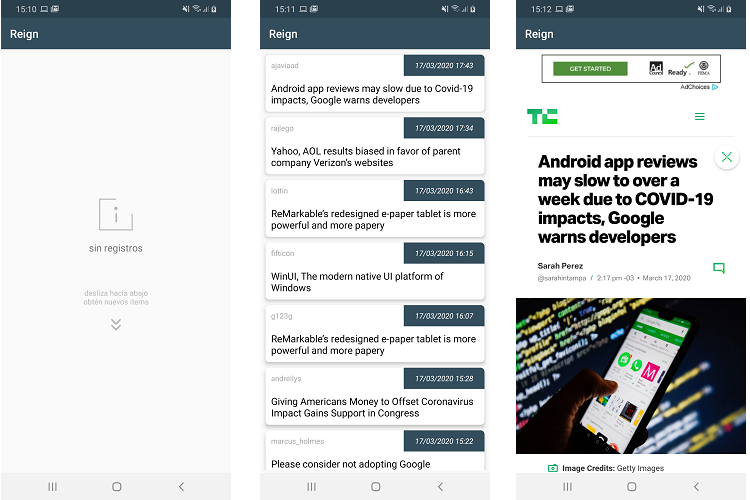 15:10
Reign
sin registros
desliza hacia abajo
obtén nuevos items
15:11
Reign
ajaviaad
17/03/2020 17:43
Android app reviews may slow due to Covid-19
impacts, Google warns developers
rajlego
17/03/2020 17:34
Yahoo, AOL results biased in favor of parent
company Verizon's websites
lottin
17/03/2020 16:43
ReMarkable's redesigned e-paper tablet is more
powerful and more papery
fifticon
17/03/2020 16:15
WinUI, The modern native UI platform of
Windows
g123g
17/03/2020 16:07
ReMarkable's redesigned e-paper tablet is more
powerful and more papery
andreilys
17/03/2020 15:28
Giving Americans Money to Offset Coronavirus
Impact Gains Support in Congress
marcus_holmes
17/03/2020 15:22
Please consider not adopting Google
15:12
Reign
GET STARTED
Ad
Council
Ready
FEMA
AdChoices
TC
Android app reviews
may slow to over a
week due to COVID-19
impacts, Google
warns developers
Sarah Perez
@sarahintampa / 2:17 pm -03 • March 17, 2020
Image Credits: Getty Images